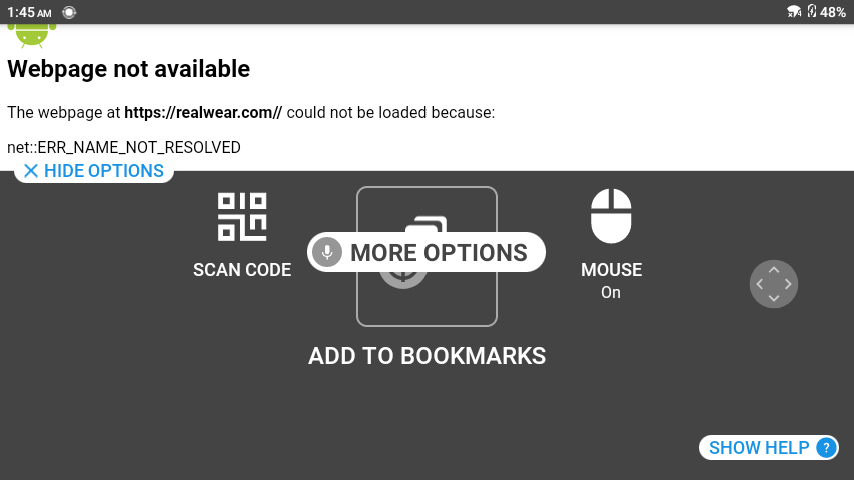 1:45 AM 48%
Webpage not available
The webpage at https://realwear.com// could not be loaded because:
net::ERR_NAME_NOT_RESOLVED
HIDE OPTIONS
MORE OPTIONS
SCAN CODE
MOUSE
On
ADD TO BOOKMARKS
SHOW HELP ?